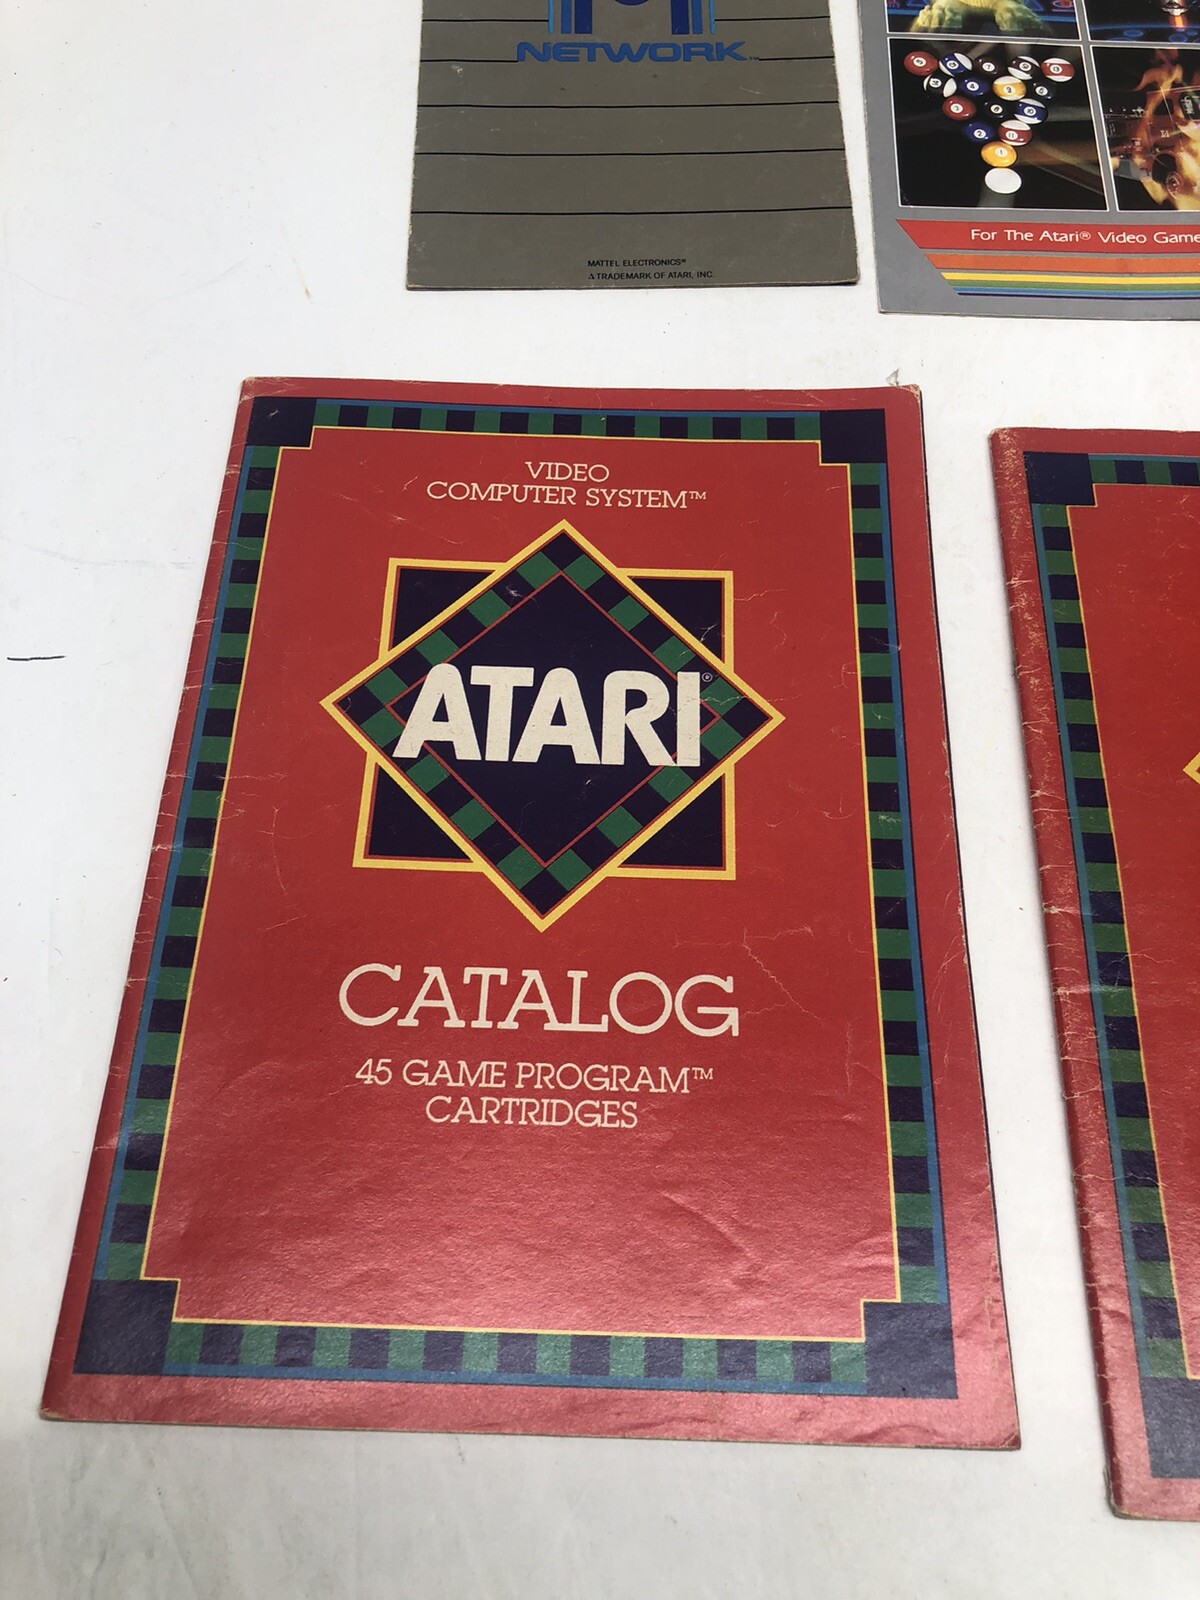 NETWORK™
MATTEL ELECTRONICS®
∆ TRADEMARK OF ATARI, INC.
For The Atari® Video Game
VIDEO
COMPUTER SYSTEM™
ATARI®
CATALOG
45 GAME PROGRAM™
CARTRIDGES